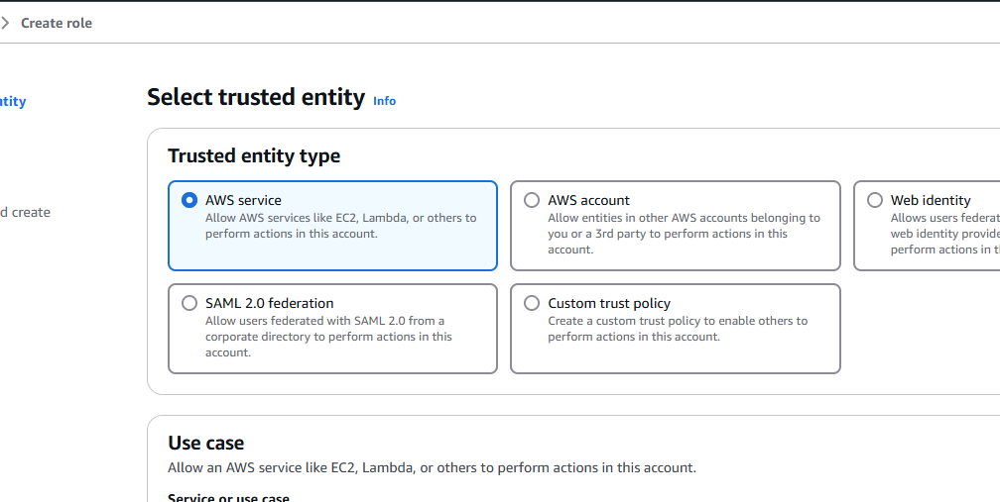 Create role
ntity
Select trusted entity Info
Trusted entity type
AWS service
Allow AWS services like EC2, Lambda, or others to
perform actions in this account.
AWS account
Allow entities in other AWS accounts belonging to
you or a 3rd party to perform actions in this
account.
Web identity
Allows users federat
web identity provide
perform actions in t
SAML 2.0 federation
Allow users federated with SAML 2.0 from a
corporate directory to perform actions in this
account.
Custom trust policy
Create a custom trust policy to enable others to
perform actions in this account.
d create
Use case
Allow an AWS service like EC2, Lambda, or others to perform actions in this account.
Service or use case